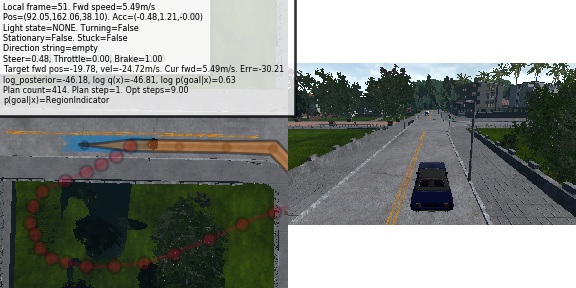 Local frame=51. Fwd speed=5.49m/s
Pos=(92.05,162.06,38.10). Acc=(-0.48,1.21,-0.00)
Light state=NONE. Turning=False
Stationary=False. Stuck=False
Direction string=empty
Steer=0.48; Throttle=0.00; Brake=1.00
Target fwd pos=-19.78, vel=-24.72m/s. Cur fwd=5.49m/s. Err=-30.21
log_posterior=-46.18, log q(x)=-46.81, log p(goal|x)=0.63
Plan count=414. Plan step=1. Opt steps=9.00
p(goal|x)=RegionIndicator